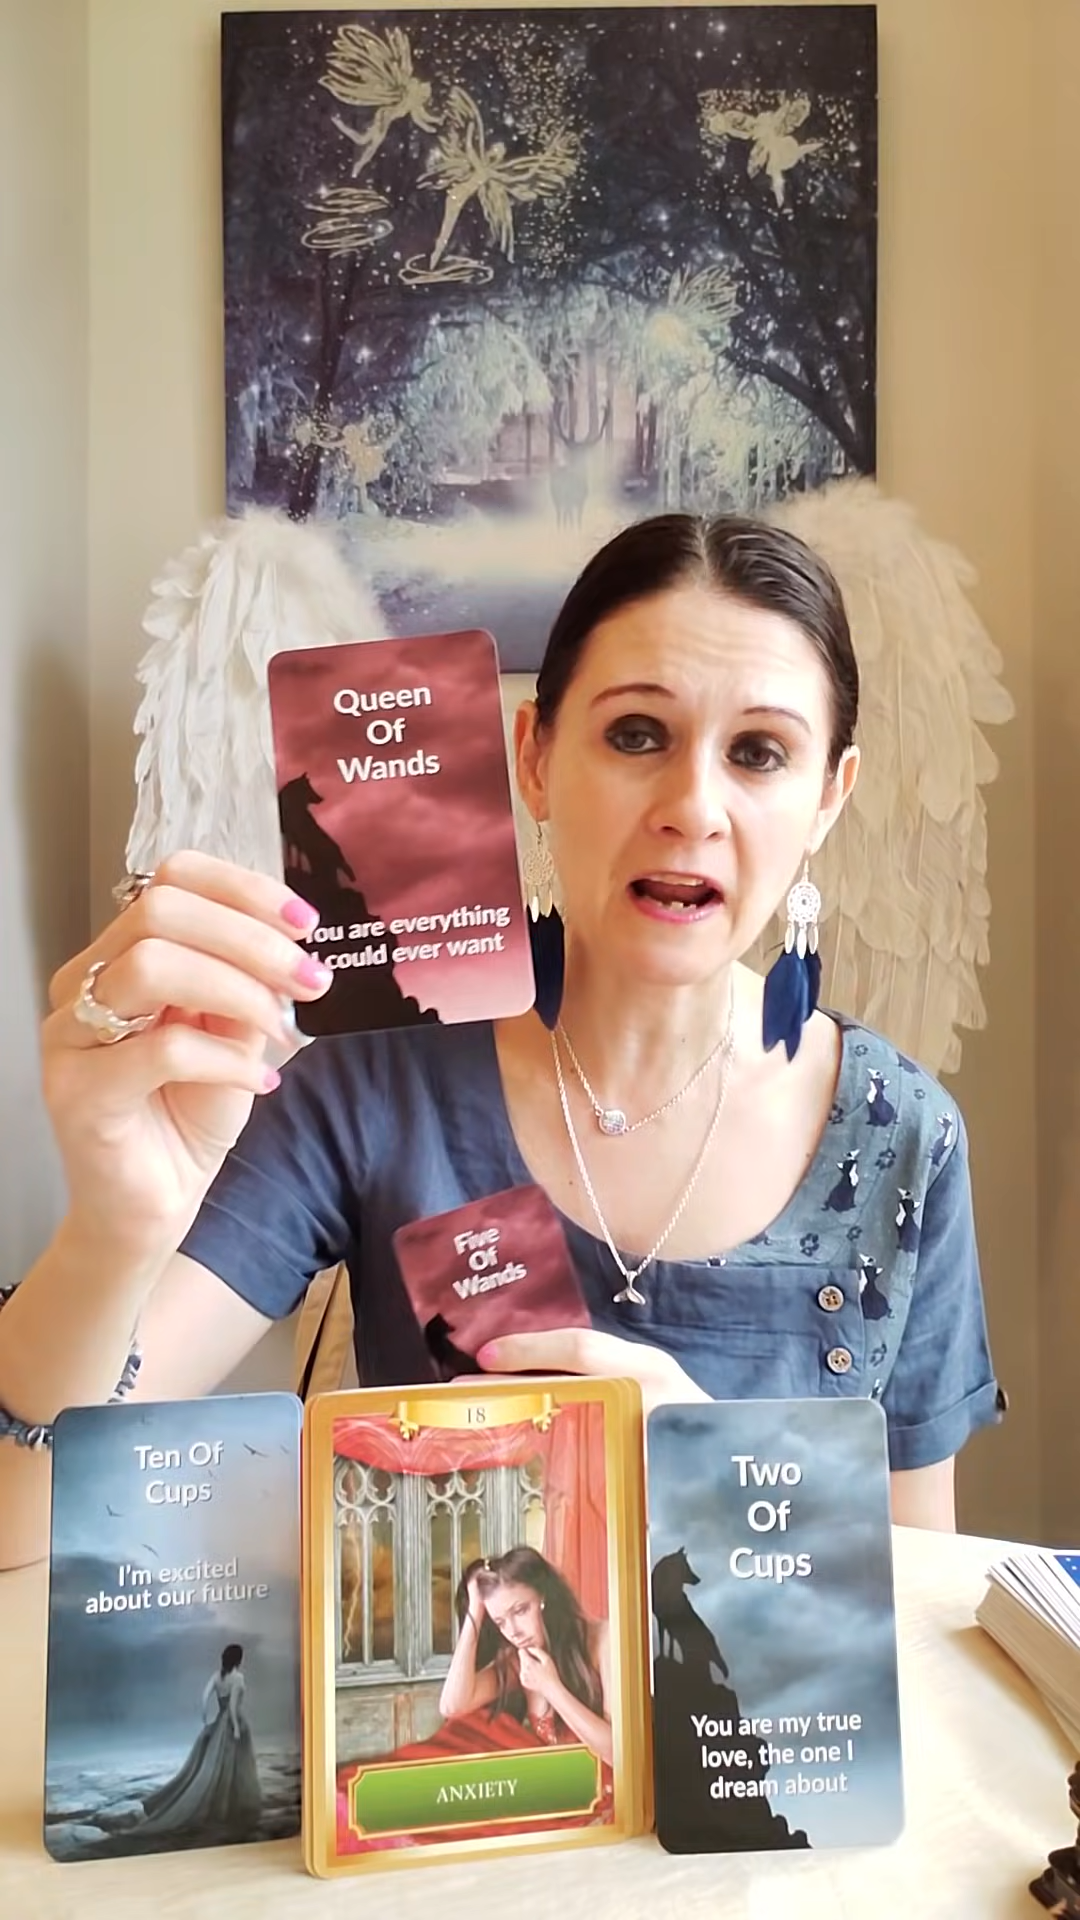 Queen
Of
Wands
You are everything
I could ever want
Five
Of
Wands
Ten Of
Cups
I'm excited
about our future
18
ANXIETY
Two
Of
Cups
You are my true
love, the one I
dream about